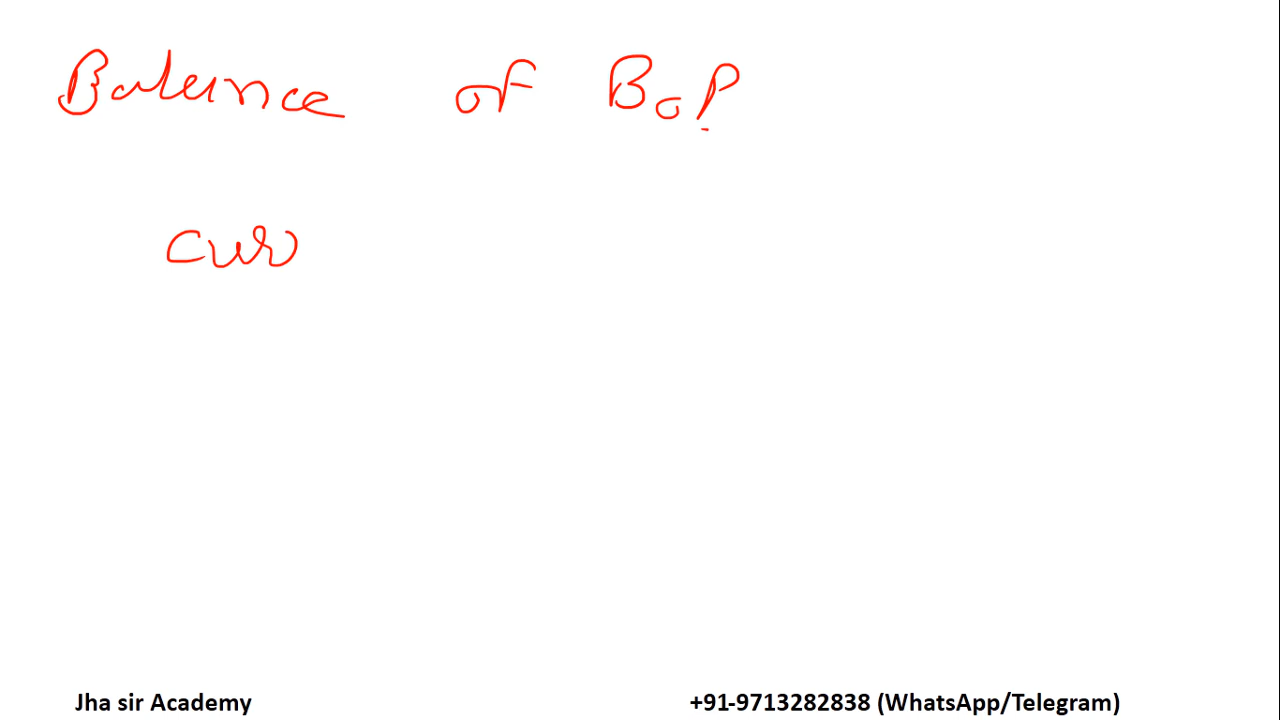 Balance of BoP
Cur
Jha sir Academy
+91-9713282838 (WhatsApp/Telegram)